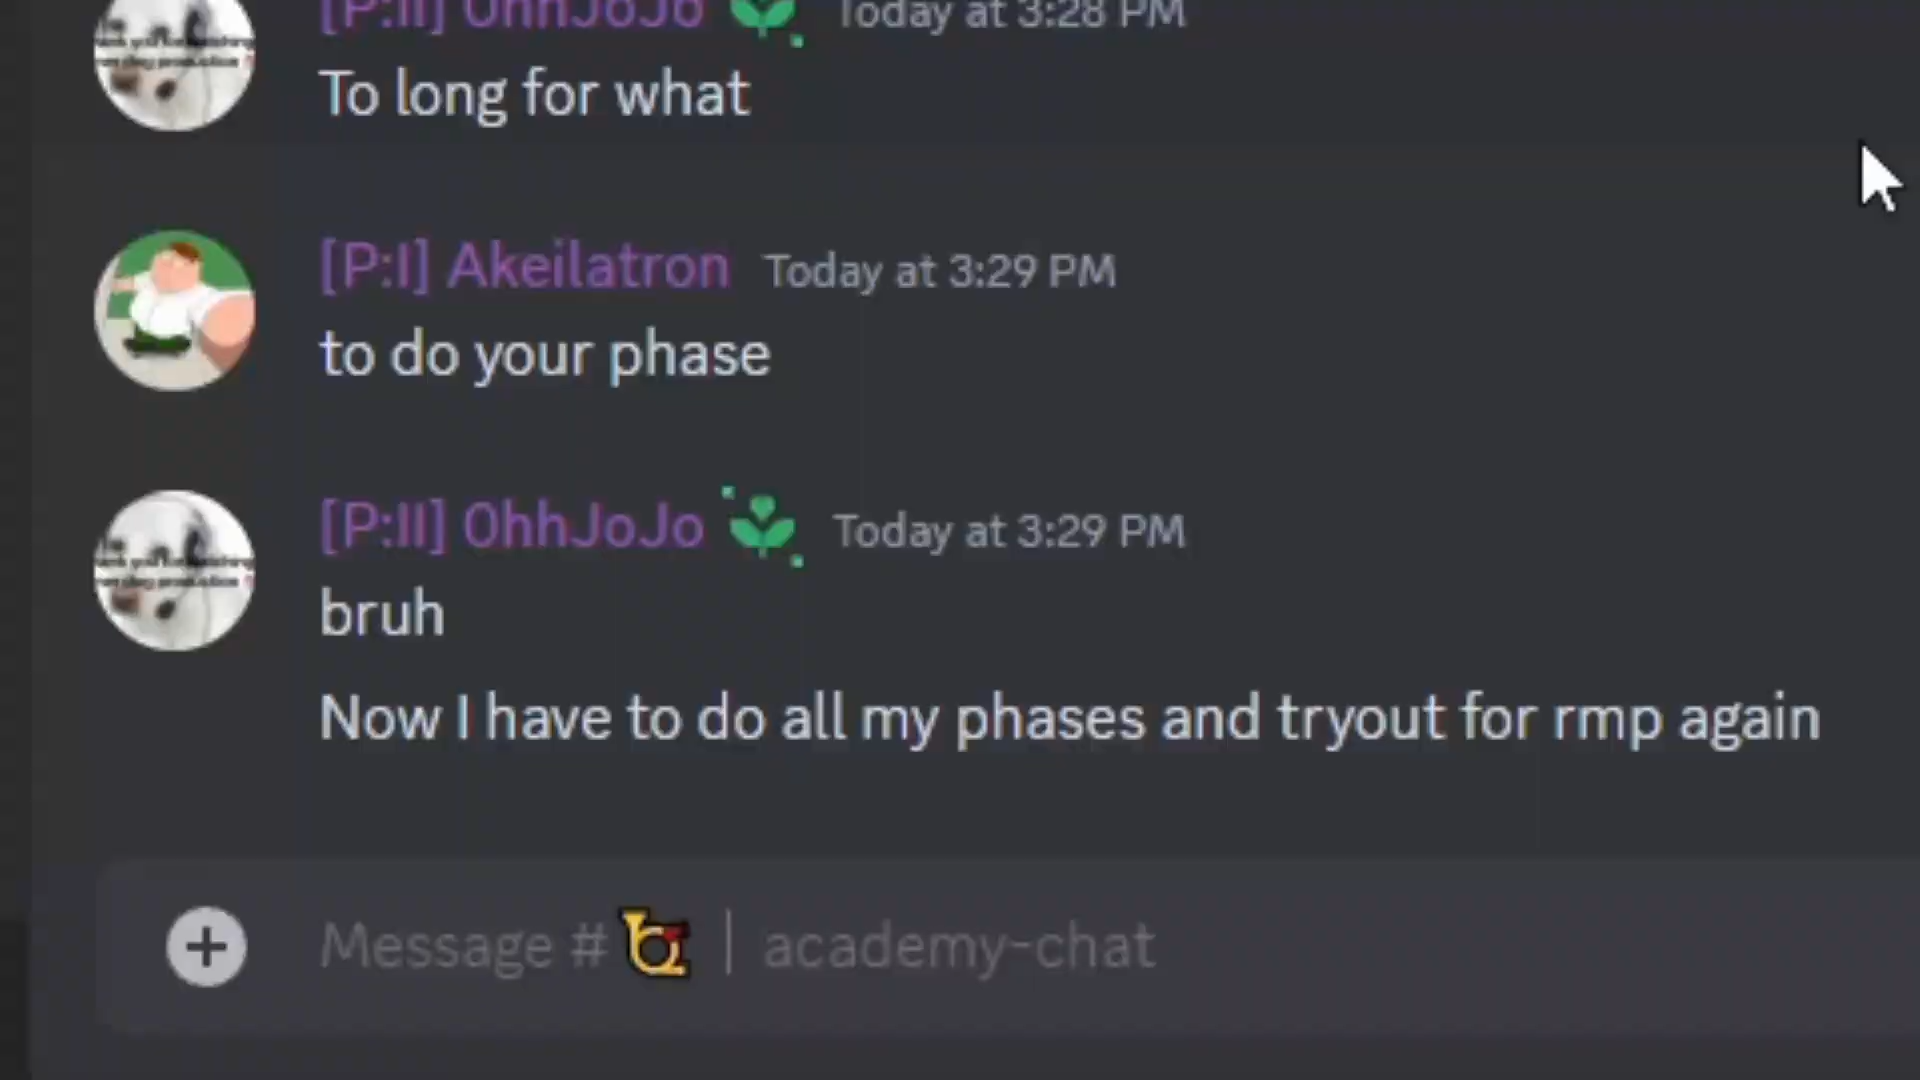 [P:II] OhhJoJo Today at 3:28 PM
To long for what
[P:I] Akeilatron Today at 3:29 PM
to do your phase
[P:II] OhhJoJo Today at 3:29 PM
bruh
Now I have to do all my phases and tryout for rmp again
Message # | academy-chat